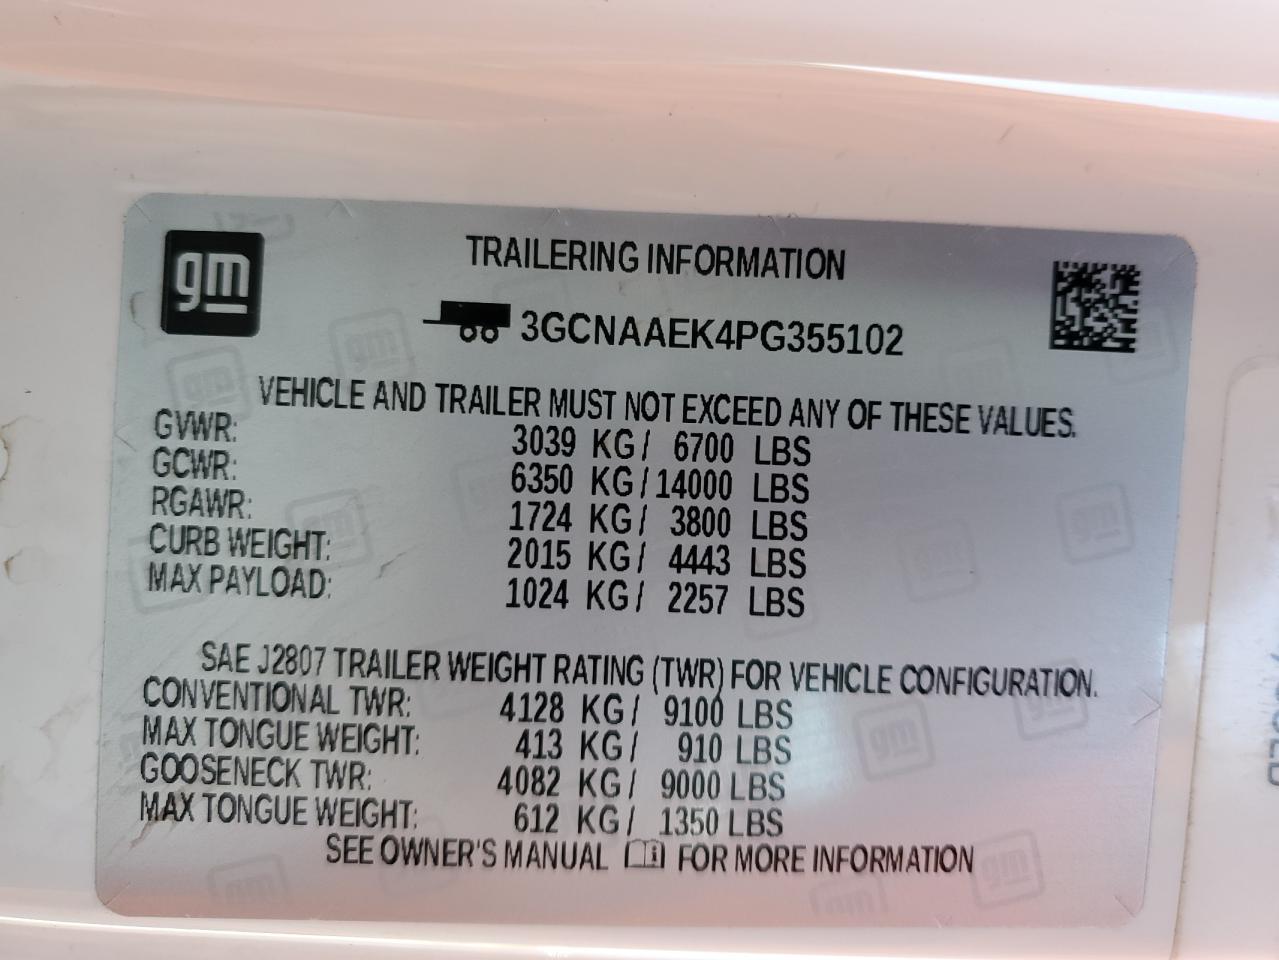 gm
TRAILERING INFORMATION
3GCNAAEK4PG355102
VEHICLE AND TRAILER MUST NOT EXCEED ANY OF THESE VALUES.
GVWR: 3039 KG/ 6700 LBS
GCWR: 6350 KG/ 14000 LBS
RGAWR: 1724 KG/ 3800 LBS
CURB WEIGHT: 2015 KG/ 4443 LBS
MAX PAYLOAD: 1024 KG/ 2257 LBS
SAE J2807 TRAILER WEIGHT RATING (TWR) FOR VEHICLE CONFIGURATION.
CONVENTIONAL TWR: 4128 KG/ 9100 LBS
MAX TONGUE WEIGHT: 413 KG/ 910 LBS
GOOSENECK TWR: 4082 KG/ 9000 LBS
MAX TONGUE WEIGHT: 612 KG/ 1350 LBS
SEE OWNER'S MANUAL FOR MORE INFORMATION